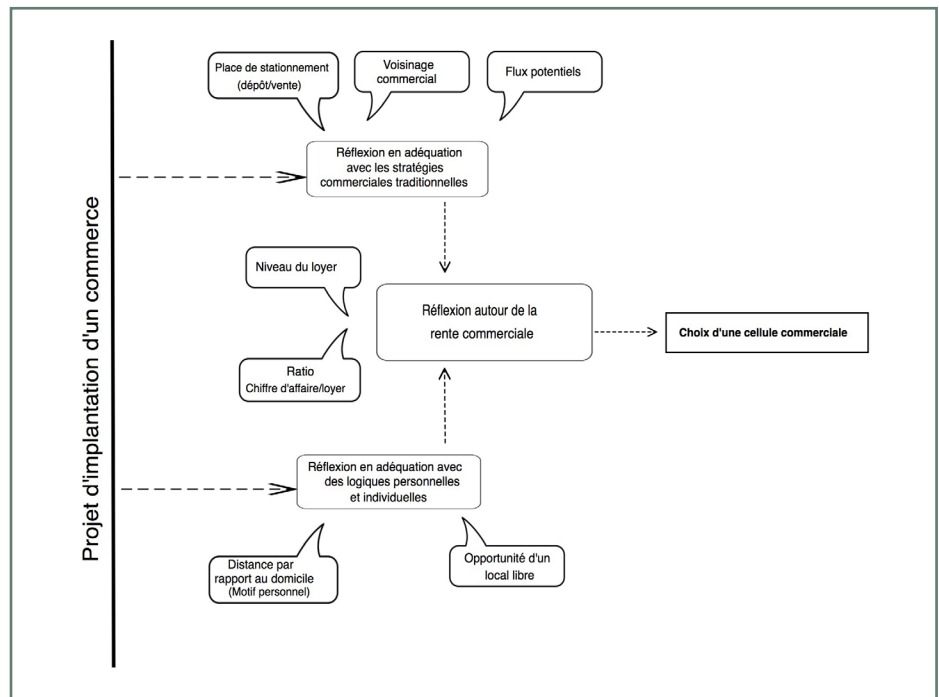 Projet d'implantation d'un commerce
Place de stationnement
(dépôt/vente)
Voisinage
commercial
Flux potentiels
Réflexion en adéquation
avec les stratégies
commerciales traditionnelles
Niveau du loyer
Réflexion autour de la
rente commerciale
Choix d'une cellule commerciale
Ratio
Chiffre d'affaire/loyer
Réflexion en adéquation avec
des logiques personnelles
et individuelles
Distance par
rapport au domicile
(Motif personnel)
Opportunité d'un
local libre